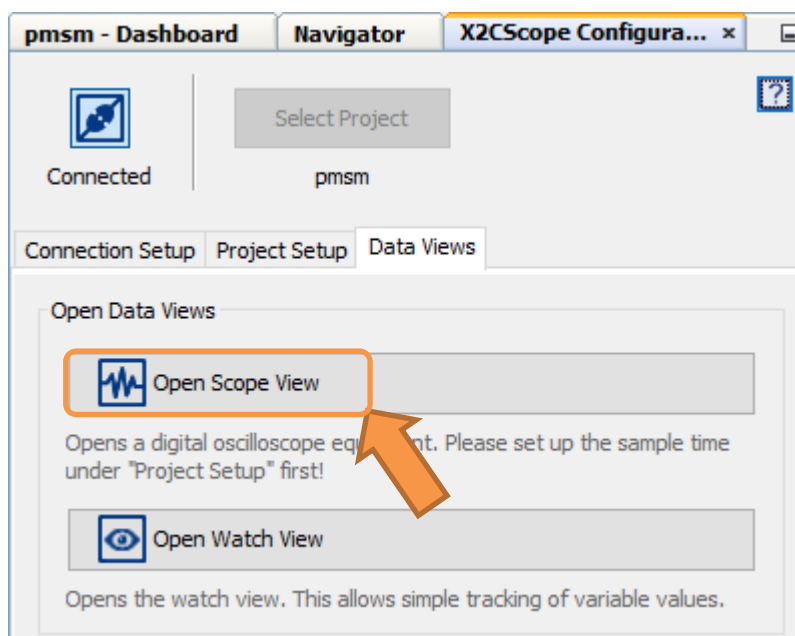 pmsm - Dashboard Navigator X2CScope Configura... ×
?
Select Project
Connected pmsm
Connection Setup Project Setup Data Views
Open Data Views
Open Scope View
Opens a digital oscilloscope eq nt. Please set up the sample time
under "Project Setup" first!
Open Watch View
Opens the watch view. This allows simple tracking of variable values.